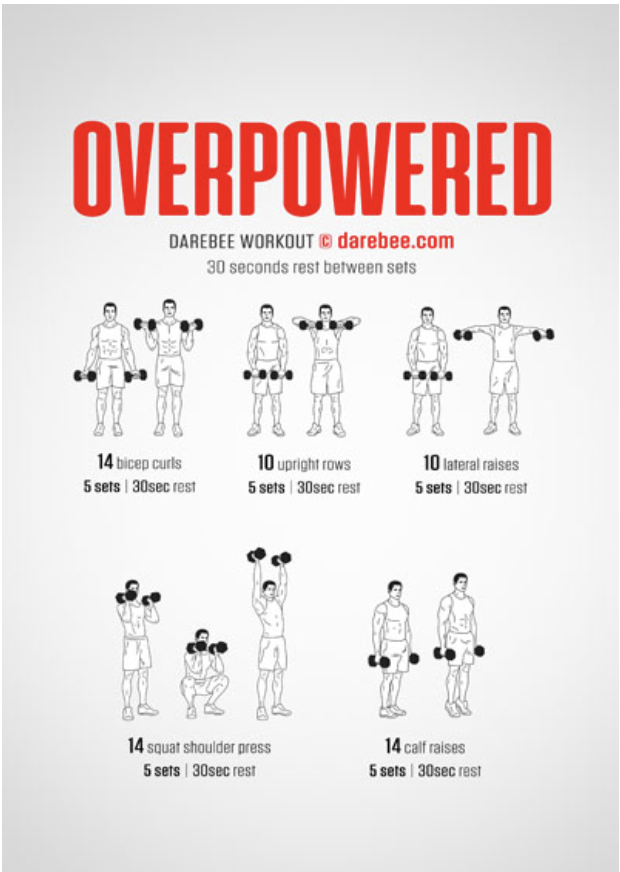 OVERPOWERED
DAREBEE WORKOUT © darebee.com
30 seconds rest between sets
14 bicep curls
5 sets | 30sec rest
10 upright rows
5 sets | 30sec rest
10 lateral raises
5 sets | 30sec rest
14 squat shoulder press
5 sets | 30sec rest
14 calf raises
5 sets | 30sec rest